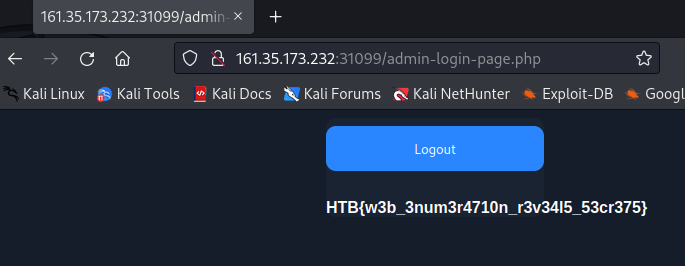 161.35.173.232:31099/admin-
161.35.173.232:31099/admin-login-page.php
Kali Linux Kali Tools Kali Docs Kali Forums Kali NetHunter Exploit-DB Googl
Logout
HTB{w3b_3num3r4710n_r3v34l5_53cr375}